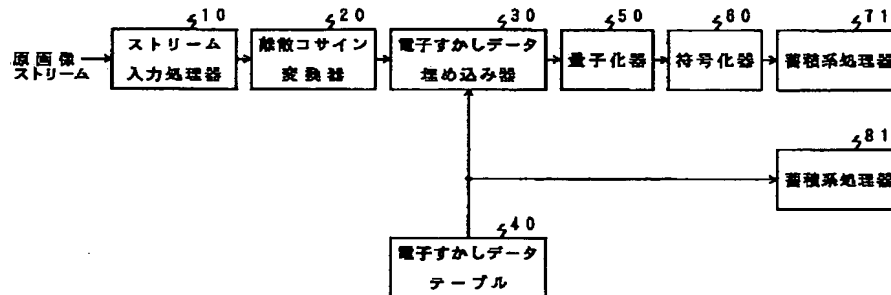 10
20
30
50
60
71
原画像
ストリーム
ストリーム
入力処理器
離散コサイン
変換器
電子すかしデータ
埋め込み器
量子化器
符号化器
蓄積系処理器
81
蓄積系処理器
40
電子すかしデータ
テーブル